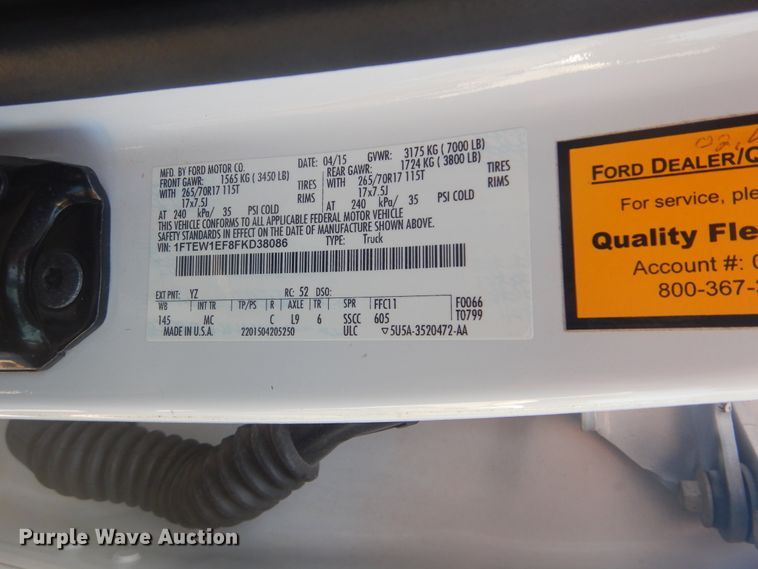 MFD. BY FORD MOTOR CO.
04/15 GVWR: 3175 KG ( 7000 LB)
FRONT GAWR: 1565 KG ( 3450 LB)
REAR GAWR: 1724 KG ( 3800 LB)
WITH 265/70R17 115T TIRES
WITH 265/70R17 115T TIRES
17x7.5J RIMS
17x7.5J RIMS
AT 240 kPa/ 35 PSI COLD
AT 240 kPa/ 35 PSI COLD
THIS VEHICLE CONFORMS TO ALL APPLICABLE FEDERAL MOTOR VEHICLE
SAFETY STANDARDS IN EFFECT ON THE DATE OF MANUFACTURE SHOWN ABOVE.
VIN: 1FTEW1EF8FKD38086 TYPE: Truck
EXT PNT: YZ RC: 52 DSO:
WB INT TR TP/PS R AXLE TR SPR FFC11 F0066
145 MC C L9 6 SSCC 605 T0799
MADE IN U.S.A. 2201504205250 ULC ▽5U5A-3520472-AA
FORD DEALER/Q
For service, ple
Quality Fle
Account #: 0
800-367-3
Purple Wave Auction